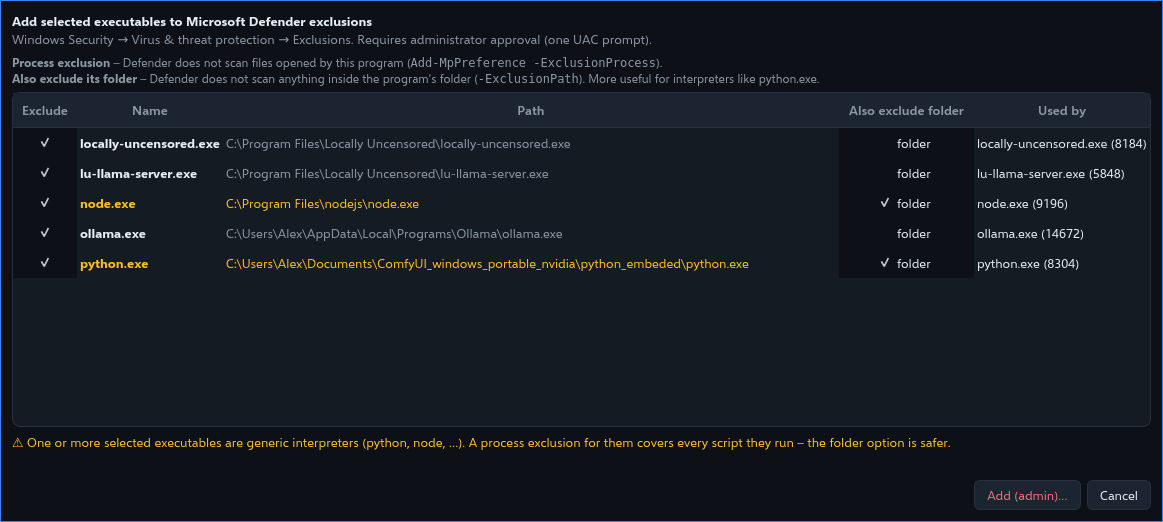 Add selected executables to Microsoft Defender exclusions
Windows Security → Virus & threat protection → Exclusions. Requires administrator approval (one UAC prompt).
Process exclusion – Defender does not scan files opened by this program (Add-MpPreference -ExclusionProcess).
Also exclude its folder – Defender does not scan anything inside the program's folder (-ExclusionPath). More useful for interpreters like python.exe.
Exclude Name Path Also exclude folder Used by
✓ locally-uncensored.exe C:\Program Files\Locally Uncensored\locally-uncensored.exe folder locally-uncensored.exe (8184)
✓ lu-llama-server.exe C:\Program Files\Locally Uncensored\lu-llama-server.exe folder lu-llama-server.exe (5848)
✓ node.exe C:\Program Files\nodejs\node.exe ✓ folder node.exe (9196)
✓ ollama.exe C:\Users\Alex\AppData\Local\Programs\Ollama\ollama.exe folder ollama.exe (14672)
✓ python.exe C:\Users\Alex\Documents\ComfyUI_windows_portable_nvidia\python_embeded\python.exe ✓ folder python.exe (8304)
⚠ One or more selected executables are generic interpreters (python, node, ...). A process exclusion for them covers every script they run – the folder option is safer.
Add (admin)... Cancel